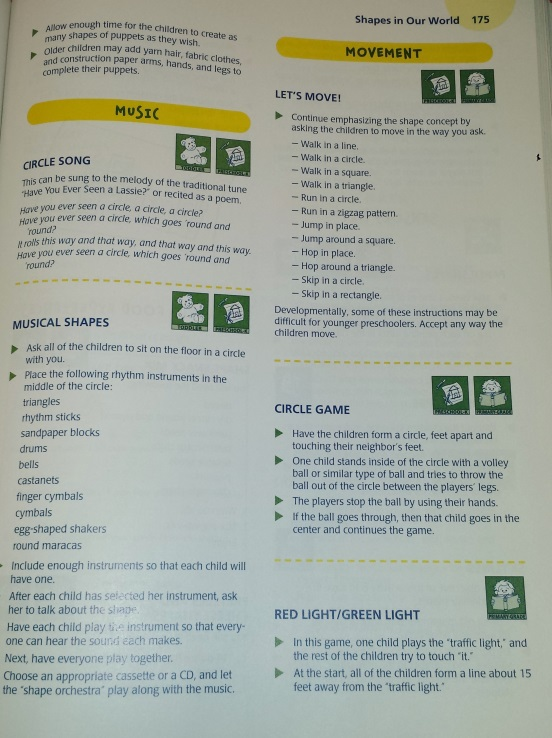 Shapes in Our World 175
Allow enough time for the children to create as
many shapes of puppets as they wish.
Older children may add yarn hair, fabric clothes,
and construction paper arms, hands, and legs to
complete their puppets.
MUSIC
CIRCLE SONG
TODDLER
PRESCHOOL-K
This can be sung to the melody of the traditional tune
"Have You Ever Seen a Lassie?" or recited as a poem.
Have you ever seen a circle, a circle, a circle?
Have you ever seen a circle, which goes 'round and
'round?
It rolls this way and that way, and that way and this way.
Have you ever seen a circle, which goes 'round and
'round?
MUSICAL SHAPES
TODDLER
PRESCHOOL-K
Ask all of the children to sit on the floor in a circle
with you.
Place the following rhythm instruments in the
middle of the circle:
triangles
rhythm sticks
sandpaper blocks
drums
bells
castanets
finger cymbals
cymbals
egg-shaped shakers
round maracas
Include enough instruments so that each child will
have one.
After each child has selected her instrument, ask
her to talk about the shape.
Have each child play the instrument so that every-
one can hear the sound each makes.
Next, have everyone play together.
Choose an appropriate cassette or a CD, and let
the "shape orchestra" play along with the music.
MOVEMENT
LET'S MOVE!
PRESCHOOL-K
PRIMARY-GRADE
Continue emphasizing the shape concept by
asking the children to move in the way you ask.
— Walk in a line.
— Walk in a circle.
— Walk in a square.
— Walk in a triangle.
— Run in a circle.
— Run in a zigzag pattern.
— Jump in place.
— Jump around a square.
— Hop in place.
— Hop around a triangle.
— Skip in a circle.
— Skip in a rectangle.
Developmentally, some of these instructions may be
difficult for younger preschoolers. Accept any way the
children move.
CIRCLE GAME
PRESCHOOL-K
PRIMARY-GRADE
Have the children form a circle, feet apart and
touching their neighbor's feet.
One child stands inside of the circle with a volley
ball or similar type of ball and tries to throw the
ball out of the circle between the players' legs.
The players stop the ball by using their hands.
If the ball goes through, then that child goes in the
center and continues the game.
RED LIGHT/GREEN LIGHT
PRIMARY-GRADE
In this game, one child plays the "traffic light," and
the rest of the children try to touch "it."
At the start, all of the children form a line about 15
feet away from the "traffic light."